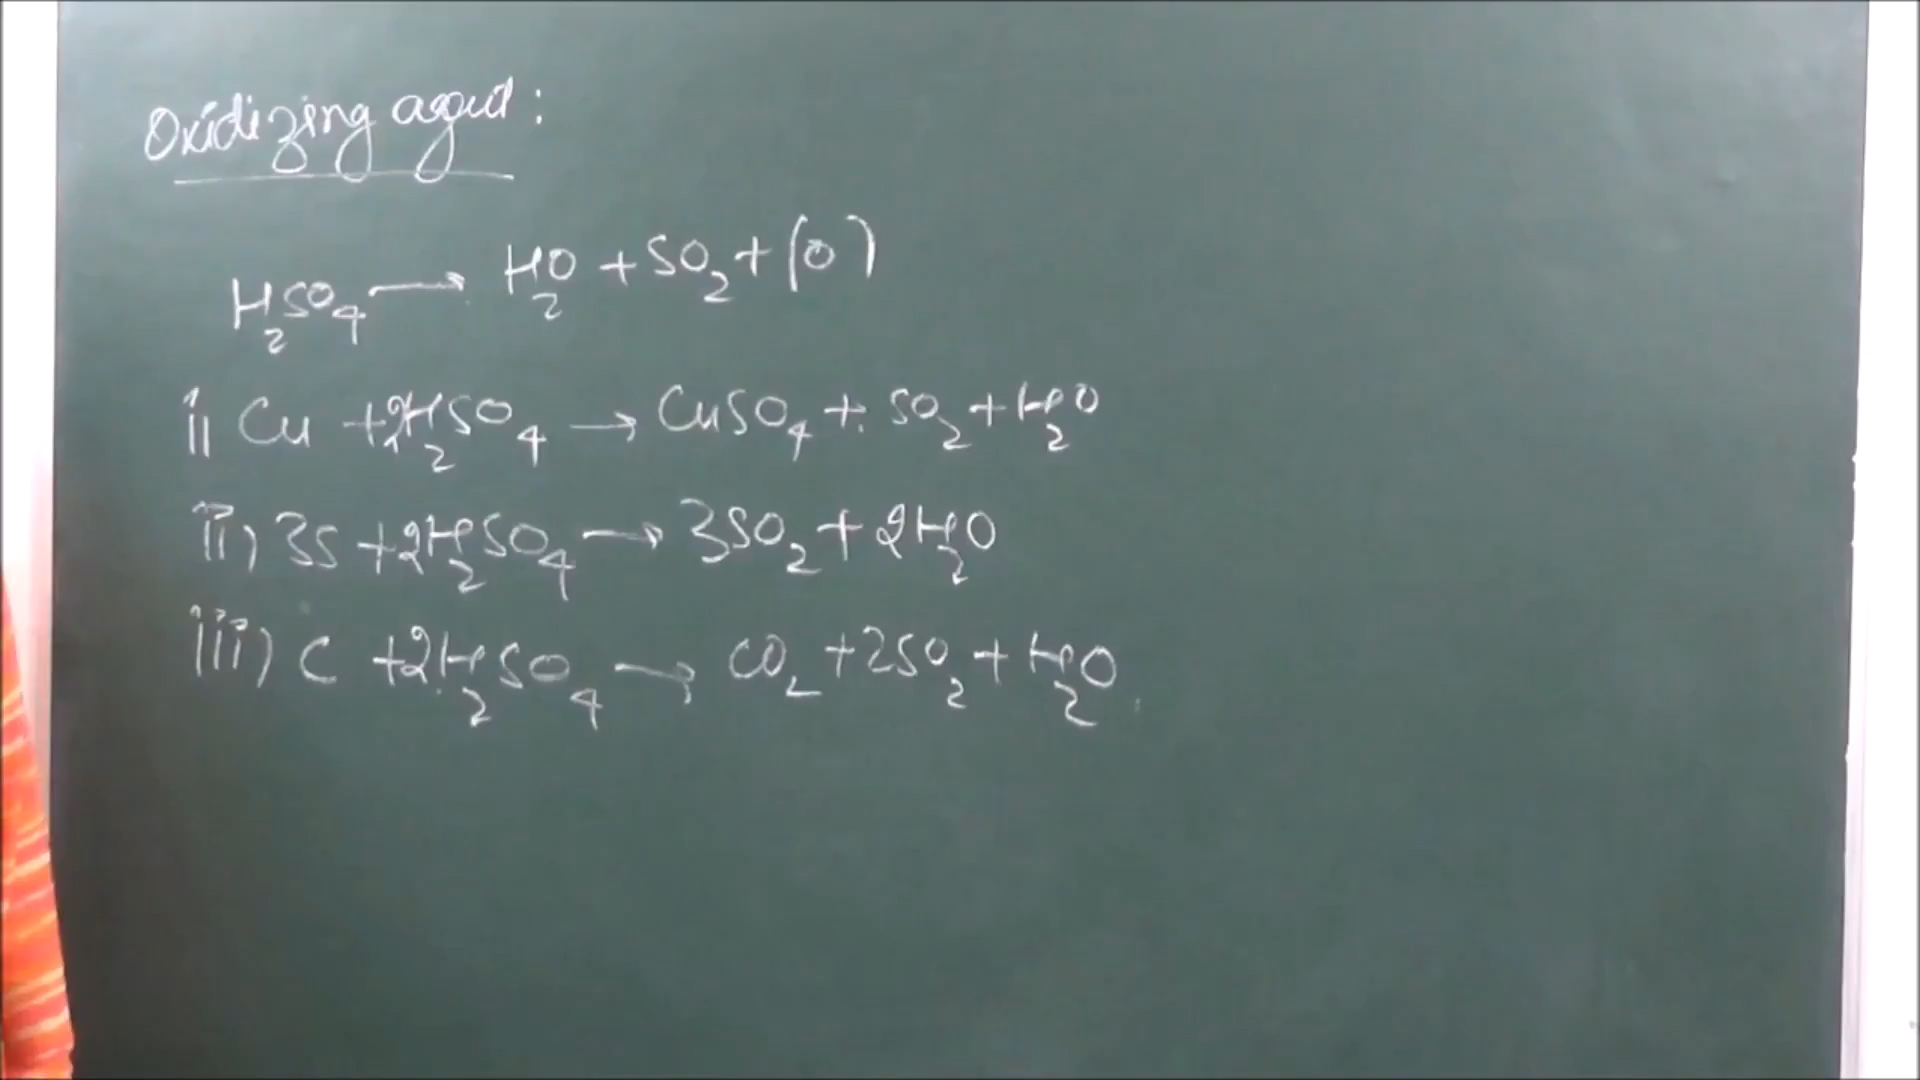 Oxidizing agent :
H₂SO₄ → H₂O + SO₂ + (O)
i) Cu + 2H₂SO₄ → CuSO₄ + SO₂ + H₂O
ii) 3S + 2H₂SO₄ → 3SO₂ + 2H₂O
iii) C + 2H₂SO₄ → CO₂ + 2SO₂ + H₂O